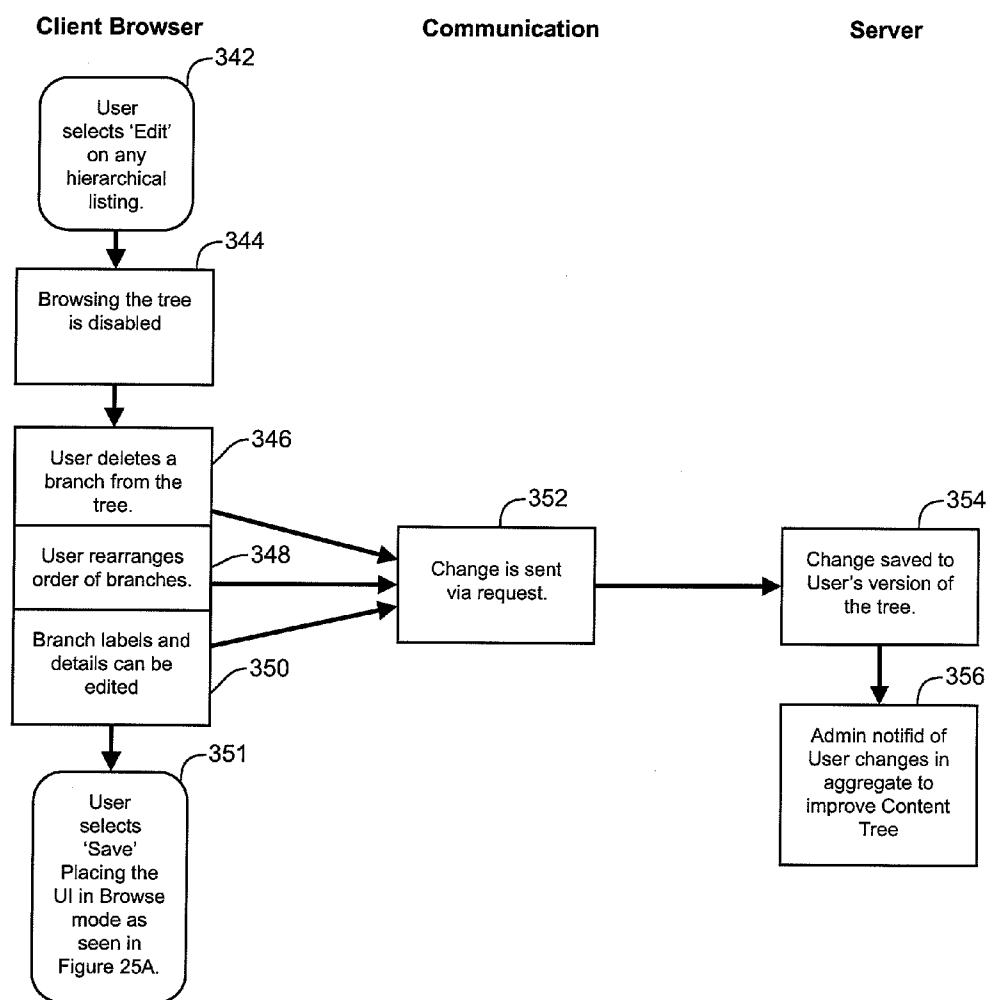 Client Browser
Communication
Server
342
User
selects 'Edit'
on any
hierarchical
listing.
344
Browsing the tree
is disabled
346
User deletes a
branch from the
tree.
348
User rearranges
order of branches.
Branch labels and
details can be
edited
350
351
User
selects
'Save'
Placing the
UI in Browse
mode as
seen in
Figure 25A.
352
Change is sent
via request.
354
Change saved to
User's version of
the tree.
356
Admin notifid of
User changes in
aggregate to
improve Content
Tree